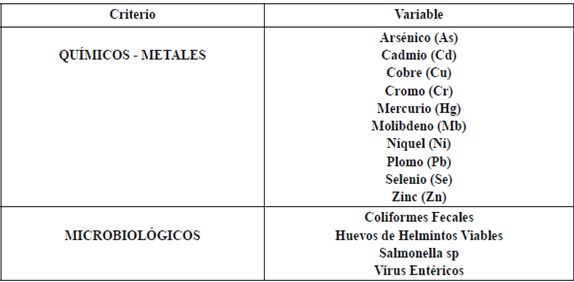 Criterio Variable
QUÍMICOS - METALES
Arsénico (As)
Cadmio (Cd)
Cobre (Cu)
Cromo (Cr)
Mercurio (Hg)
Molibdeno (Mb)
Níquel (Ni)
Plomo (Pb)
Selenio (Se)
Zinc (Zn)
MICROBIOLÓGICOS
Coliformes Fecales
Huevos de Helmintos Viables
Salmonella sp
Virus Entéricos